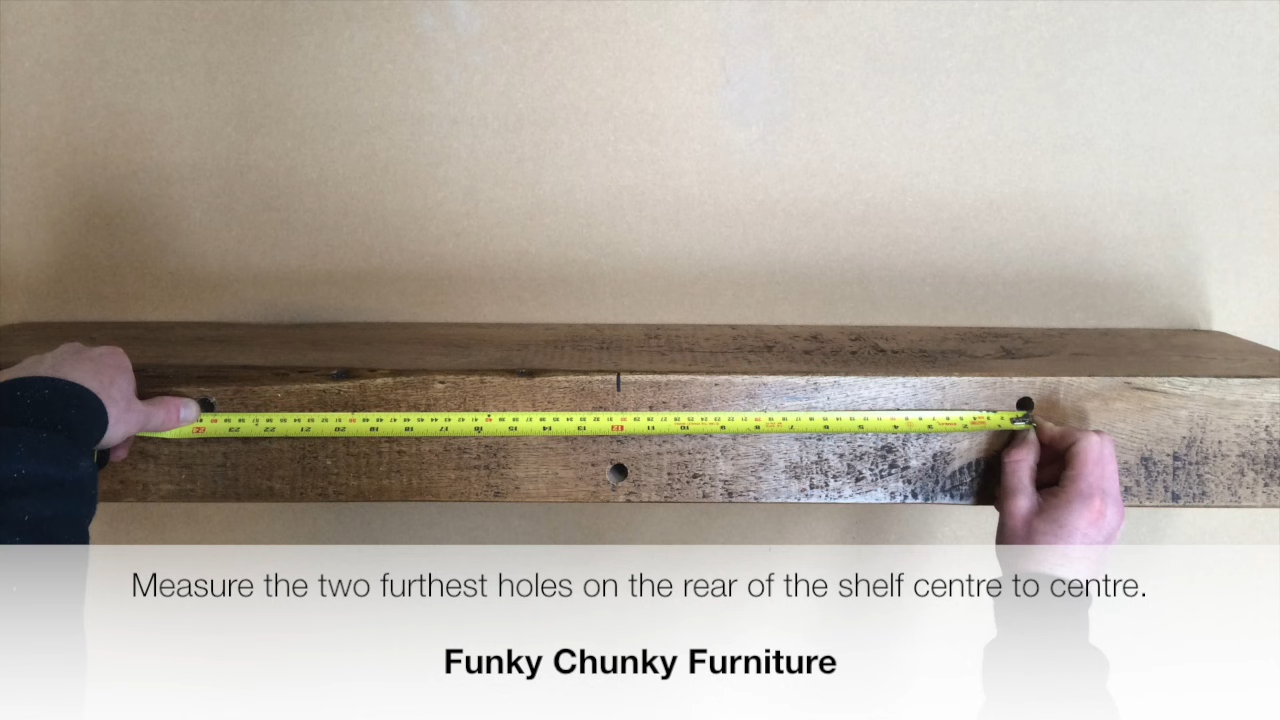 Measure the two furthest holes on the rear of the shelf centre to centre.
Funky Chunky Furniture